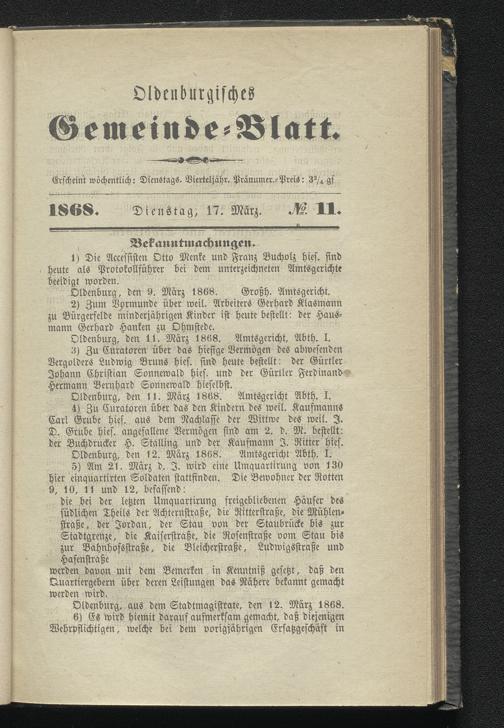 Oldenburgisches
Gemeinde-Blatt.
Erscheint wöchentlich: Dienstags. Vierteljähr. Pränumer.-Preis: 3¾ gſ
1868. Dienstag, 17. März. № 11.
Bekanntmachungen.
1) Die Accessisten Otto Menke und Franz Bucholz hies. sind
heute als Protokollführer bei dem unterzeichneten Amtsgerichte
beeidigt worden.
Oldenburg, den 9. März 1868. Großh. Amtsgericht.
2) Zum Vormunde über weil. Arbeiters Gerhard Klasmann
zu Bürgerfelde minderjährigen Kinder ist heute bestellt: der Haus-
mann Gerhard Hanken zu Ohmstede.
Oldenburg, den 11. März 1868. Amtsgericht, Abth. I.
3) Zu Curatoren über das hiesige Vermögen des abwesenden
Vergolders Ludwig Bruns hies. sind heute bestellt: der Gürtler
Johann Christian Sonnewald hies. und der Gürtler Ferdinand
Hermann Bernhard Sonnewald hieselbst.
Oldenburg, den 11. März 1868. Amtsgericht, Abth. I.
4) Zu Curatoren über das den Kindern des weil. Kaufmanns
Carl Grube hies. aus dem Nachlasse der Wittwe des weil. J.
D. Grube hies. angefallene Vermögen sind am 2. d. M. bestellt:
der Buchdrucker H. Stalling und der Kaufmann J. Ritter hies.
Oldenburg, den 12. März 1868. Amtsgericht Abth. I.
5) Am 21. März d. J. wird eine Umquartirung von 130
hier einquartirten Soldaten stattfinden. Die Bewohner der Rotten
9, 10, 11 und 12, befassend:
die bei der letzten Umquartirung freigebliebenen Häuser des
südlichen Theils der Achternstraße, die Ritterstraße, die Mühlen-
straße, der Jordan, der Stau von der Staubrücke bis zur
Stadtgrenze, die Kaiserstraße, die Rosenstraße vom Stau bis
zur Bahnhofsstraße, die Bleicherstraße, Ludwigsstraße und
Hafenstraße
werden davon mit dem Bemerken in Kenntniß gesetzt, daß den
Quartiergebern über deren Leistungen das Nähere bekannt gemacht
werden wird.
Oldenburg, aus dem Stadtmagistrate, den 12. März 1868.
6) Es wird hiemit darauf aufmerksam gemacht, daß diejenigen
Wehrpflichtigen, welche bei dem vorigjährigen Ersatzgeschäft in